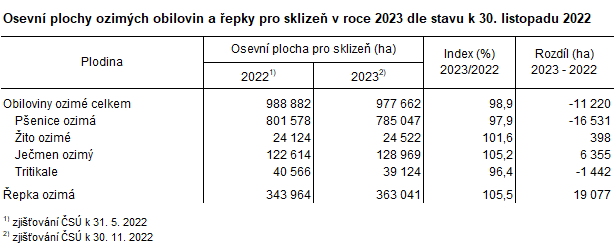 Osevní plochy ozimých obilovin a řepky pro sklizeň v roce 2023 dle stavu k 30. listopadu 2022
Plodina Osevní plocha pro sklizeň (ha) Index (%) 2023/2022 Rozdíl (ha) 2023 - 2022
2022¹⁾ 2023²⁾
Obiloviny ozimé celkem 988 882 977 662 98,9 -11 220
Pšenice ozimá 801 578 785 047 97,9 -16 531
Žito ozimé 24 124 24 522 101,6 398
Ječmen ozimý 122 614 128 969 105,2 6 355
Tritikale 40 566 39 124 96,4 -1 442
Řepka ozimá 343 964 363 041 105,5 19 077
¹⁾ zjišťování ČSÚ k 31. 5. 2022
²⁾ zjišťování ČSÚ k 30. 11. 2022